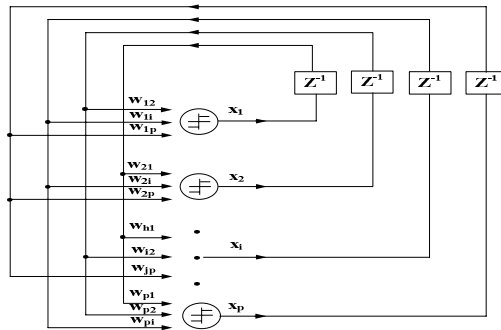 Z⁻¹ Z⁻¹ Z⁻¹ Z⁻¹
w₁₂
w₁ᵢ
w₁ₚ
x₁
w₂₁
w₂ᵢ
w₂ₚ
x₂
wₕ₁
wᵢ₂
wⱼₚ
xᵢ
wₚ₁
wₚ₂
wₚᵢ
xₚ